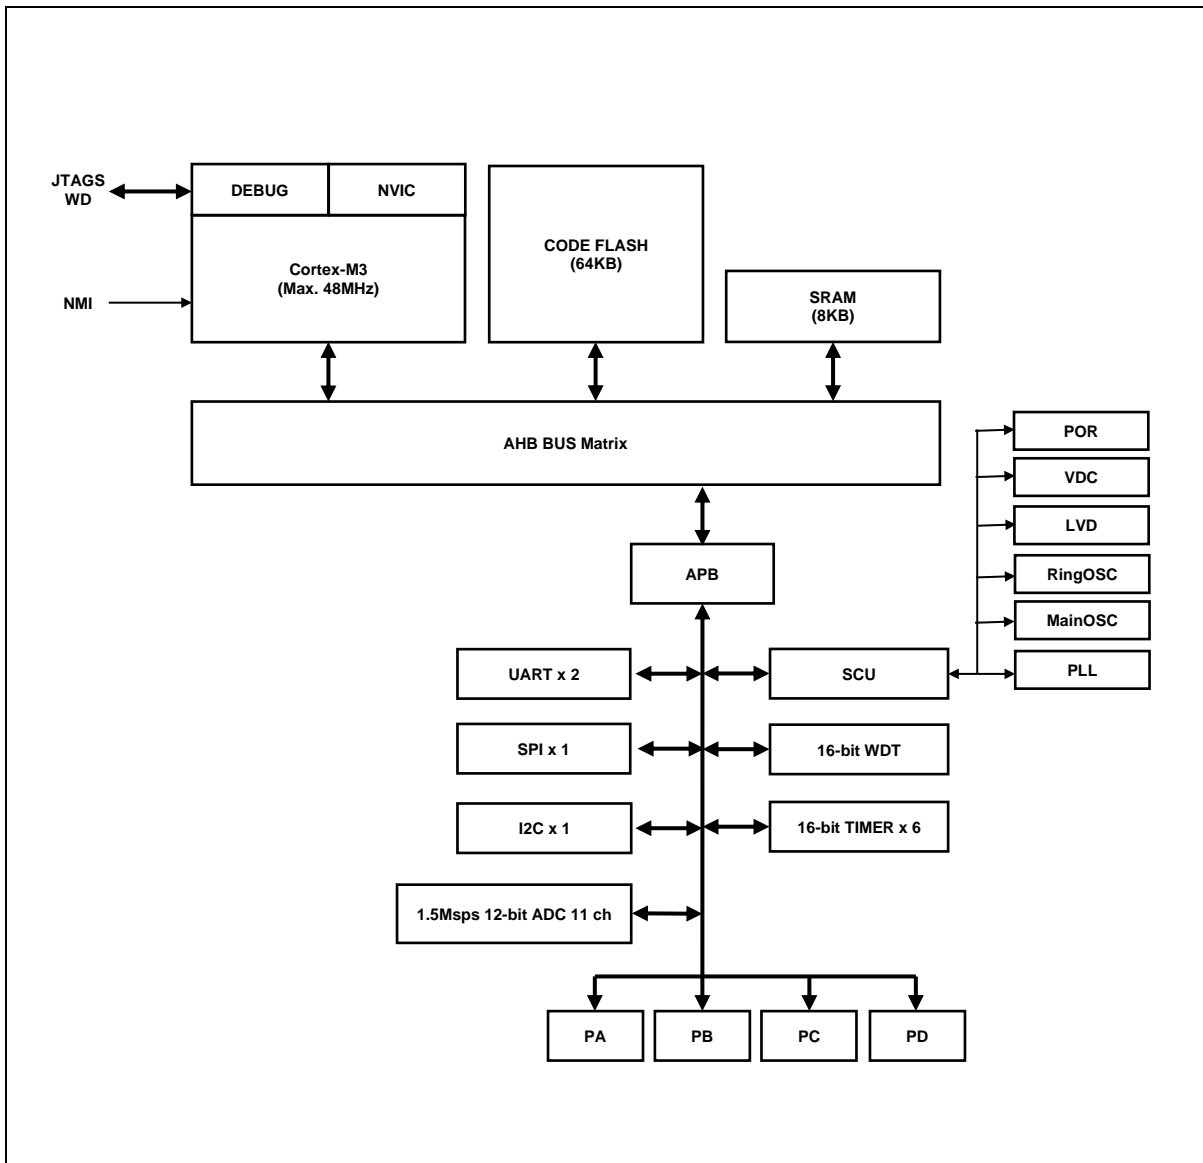 JTAGS
WD
DEBUG
NVIC
Cortex-M3
(Max. 48MHz)
NMI
CODE FLASH
(64KB)
SRAM
(8KB)
AHB BUS Matrix
POR
VDC
LVD
RingOSC
MainOSC
PLL
APB
UART x 2
SCU
SPI x 1
16-bit WDT
I2C x 1
16-bit TIMER x 6
1.5Msps 12-bit ADC 11 ch
PA
PB
PC
PD